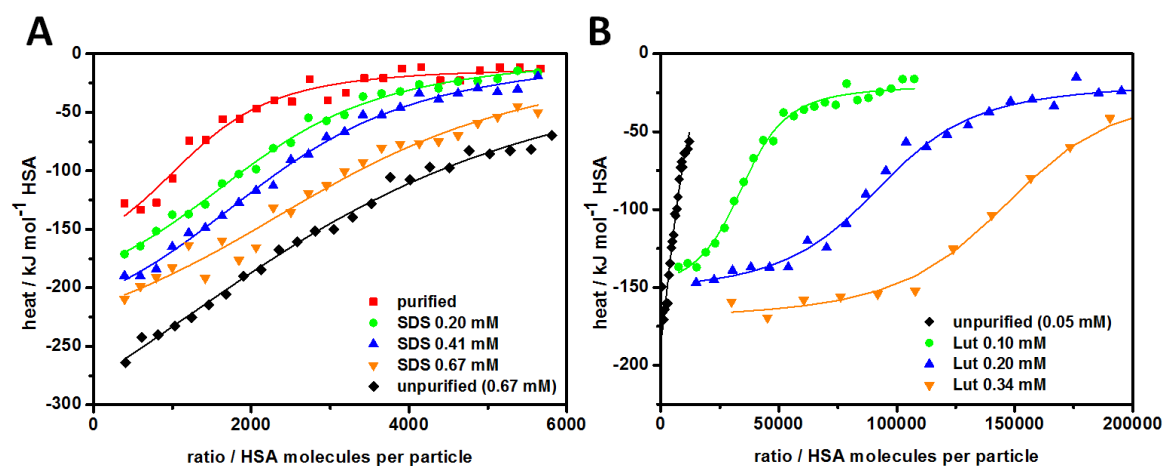 A
0
-50
-100
-150
-200
-250
-300
heat / kJ mol⁻¹ HSA
purified
SDS 0.20 mM
SDS 0.41 mM
SDS 0.67 mM
unpurified (0.67 mM)
0 2000 4000 6000
ratio / HSA molecules per particle
B
0
-50
-100
-150
-200
heat / kJ mol⁻¹ HSA
unpurified (0.05 mM)
Lut 0.10 mM
Lut 0.20 mM
Lut 0.34 mM
0 50000 100000 150000 200000
ratio / HSA molecules per particle